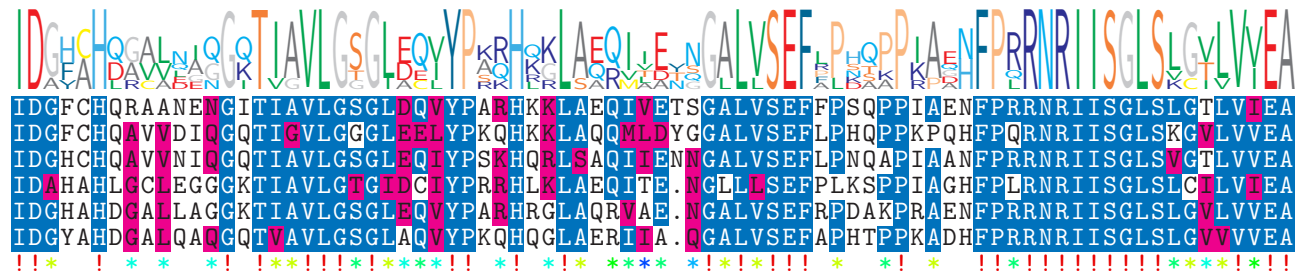 IDGFCHQRAANENGITIAVLGSGLDQVYPARHKKLAEQIVETSGALVSEFFPSQPPIAENFPRRNRIISGLSLGTLVIEA
IDGFCHQAVVDIQGQTIGVLGGGLEELYPKQHKKLAQQMLDYGGALVSEFLPHQPPKPQHFPQRNRIISGLSKGVLVVEA
IDGHCHQAVVNIQGQTIAVLGSGLEQIYPSKHQRLSAQIIENNGALVSEFLPNQAPIAANFPRRNRIISGLSVGTLVVEA
IDAHAHLGCLEGGGKTIAVLGTGIDCIYPRRHLKLAEQITE.NGLLLSEFPLKSPPIAGHFPLRNRIISGLSLCILVIEA
IDGHAHDGALLAGGKTIAVLGSGLEQVYPARHRGLAQRVAE.NGALVSEFRPDAKPRAENFPRRNRIISGLSLGVLVVEA
IDGYAHDGALQAQGQTVAVLGSGLAQVYPKQHQGLAERIIA.QGALVSEFAPHTPPKADHFPRRNRIISGLSLGVVVVEA